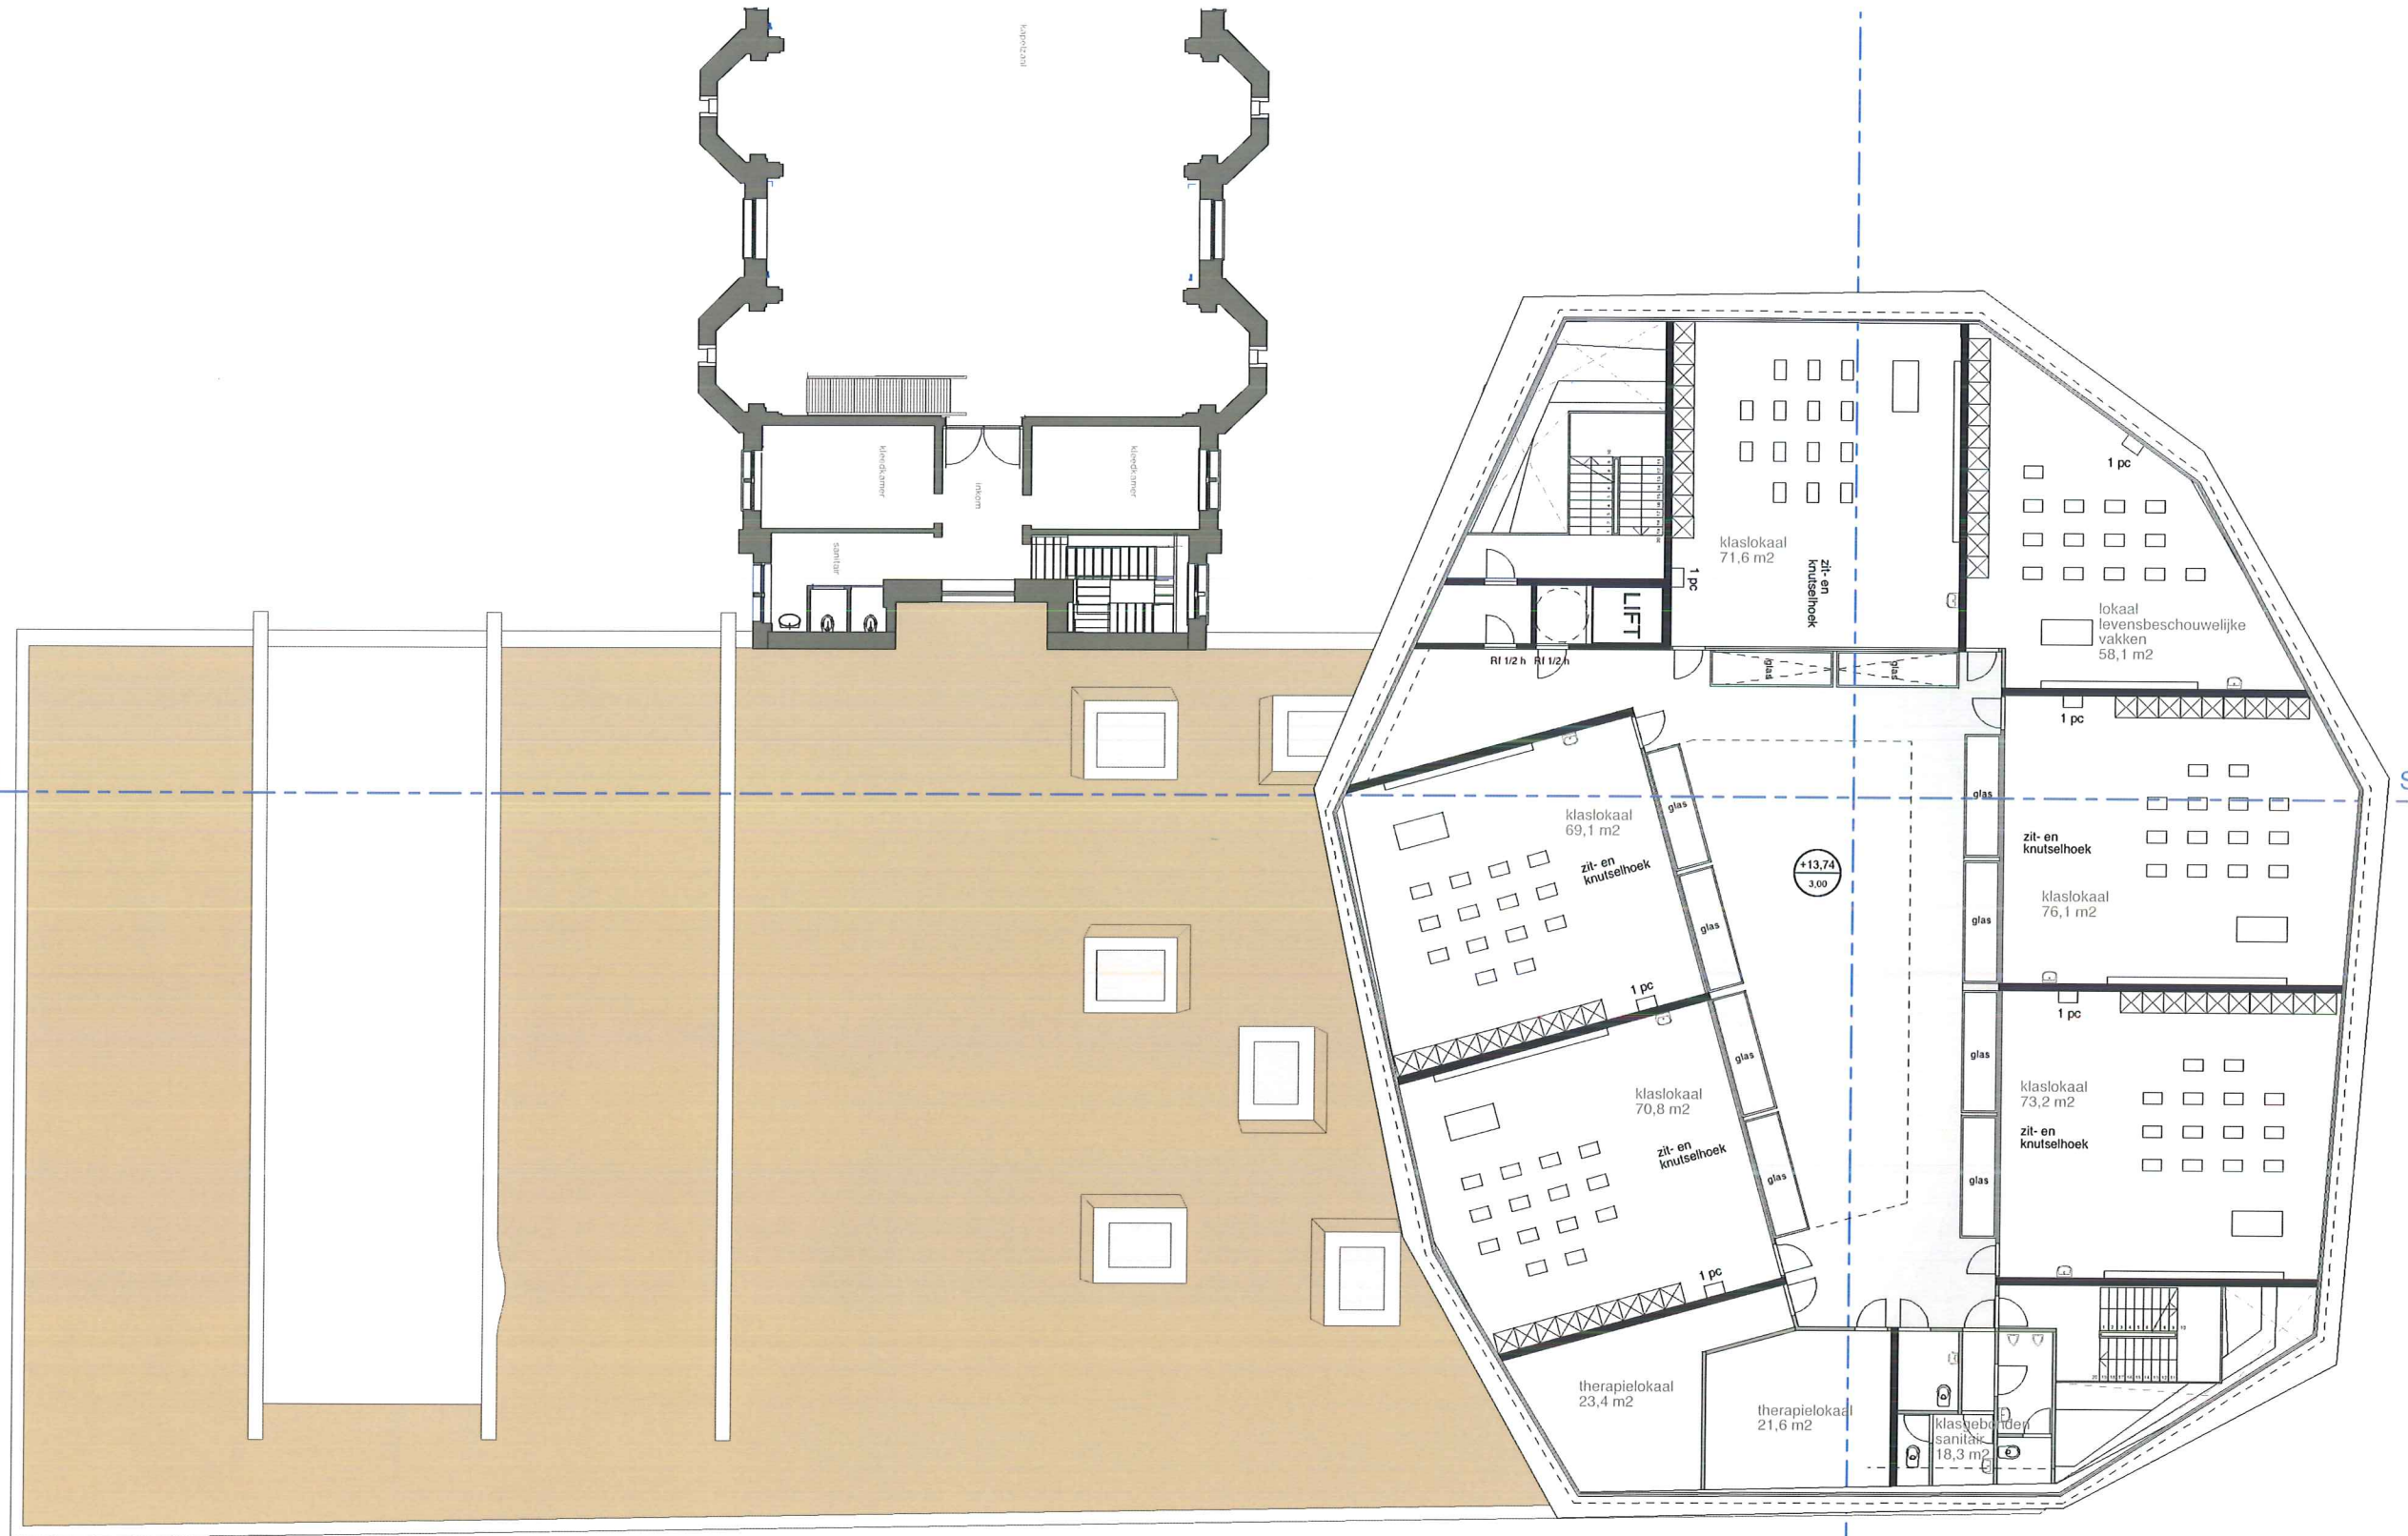 kapelzaal
kleedkamer
inkom
kleedkamer
sanitair
klaslokaal
71,6 m2
zit- en
knutselhoek
1 pc
LIFT
Rf 1/2 h
Rf 1/2 h
glas
glas
1 pc
lokaal
levensbeschouwelijke
vakken
58,1 m2
1 pc
klaslokaal
69,1 m2
zit- en
knutselhoek
glas
glas
glas
glas
+13,74
3,00
zit- en
knutselhoek
klaslokaal
76,1 m2
S
1 pc
1 pc
klaslokaal
70,8 m2
zit- en
knutselhoek
glas
glas
glas
glas
klaslokaal
73,2 m2
zit- en
knutselhoek
1 pc
therapielokaal
23,4 m2
therapielokaal
21,6 m2
klasgebonden
sanitair
18,3 m2